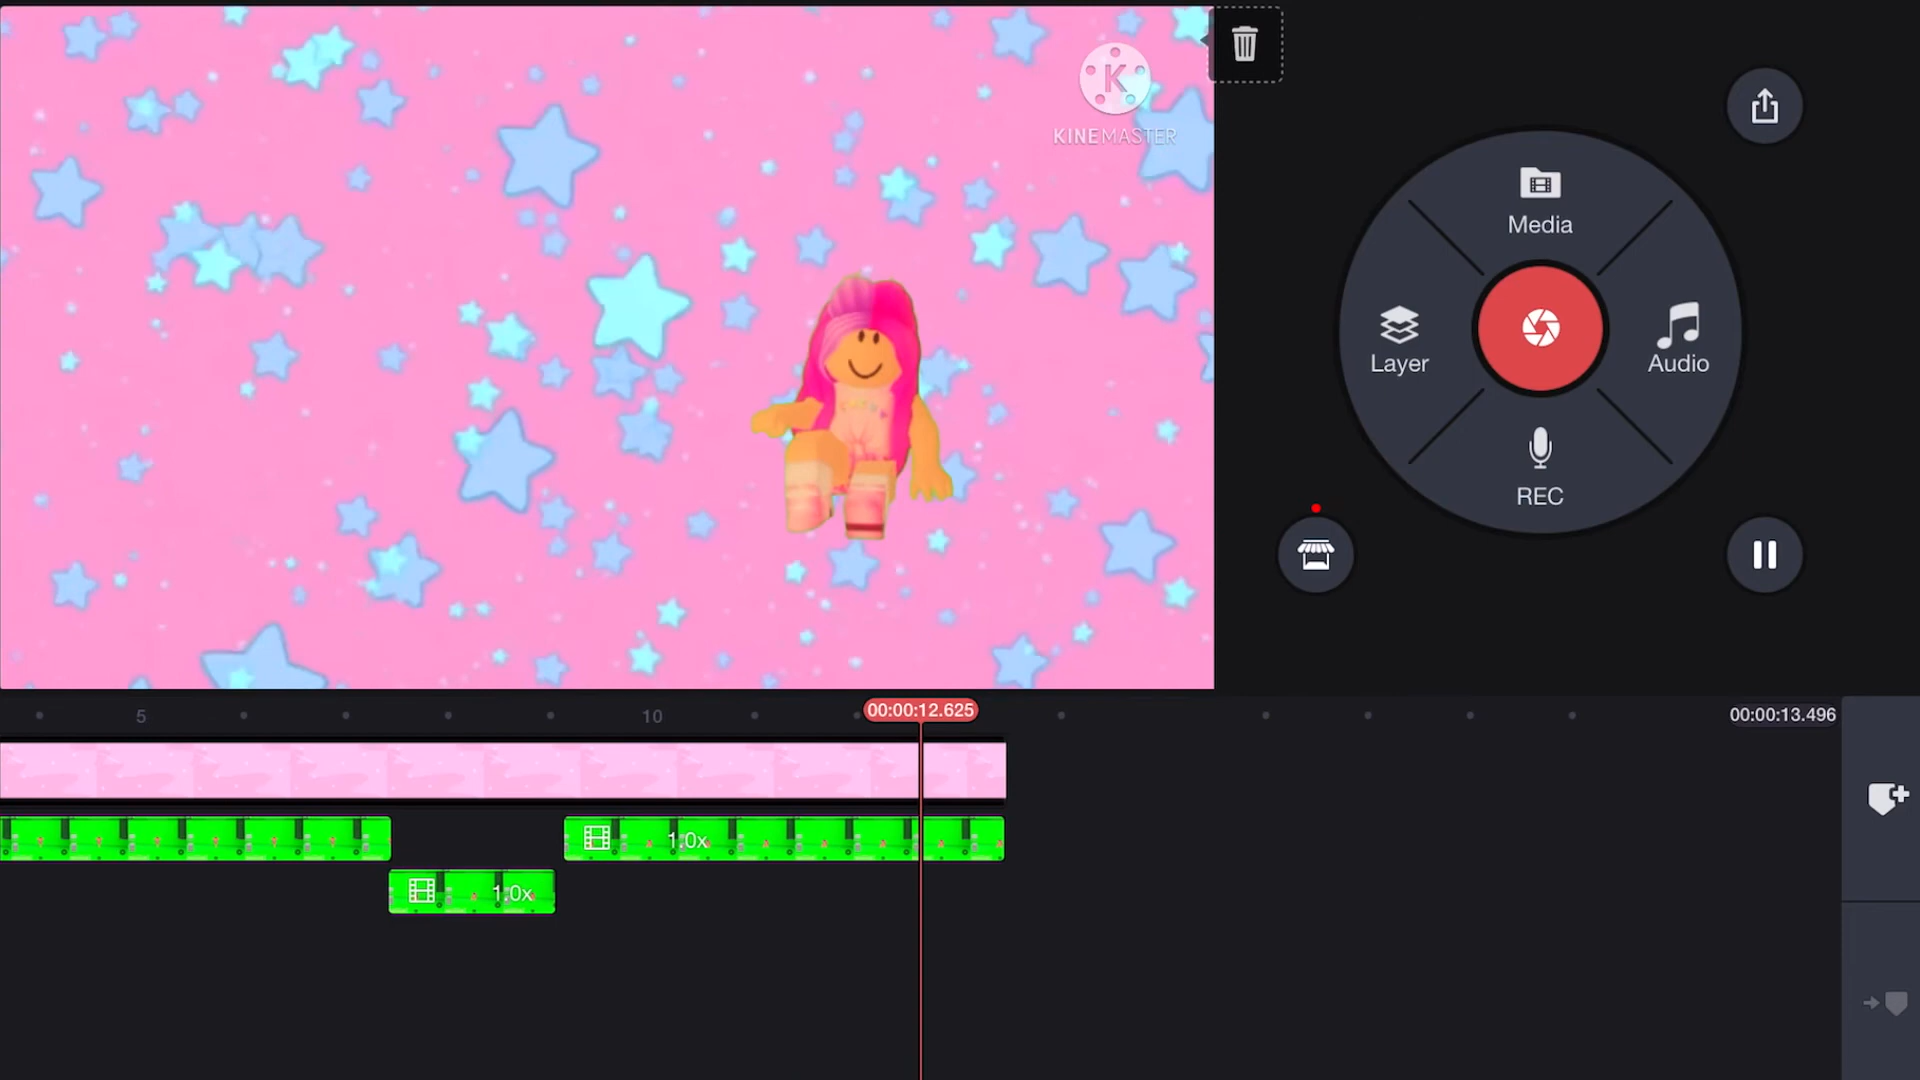 K
KINEMASTER
Media
Layer
Audio
REC
5
10
00:00:12.625
00:00:13.496
1.0x
1.0x